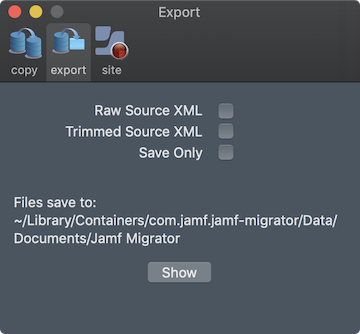 Export
copy
export
site
Raw Source XML
Trimmed Source XML
Save Only
Files save to:
~/Library/Containers/com.jamf.jamf-migrator/Data/
Documents/Jamf Migrator
Show